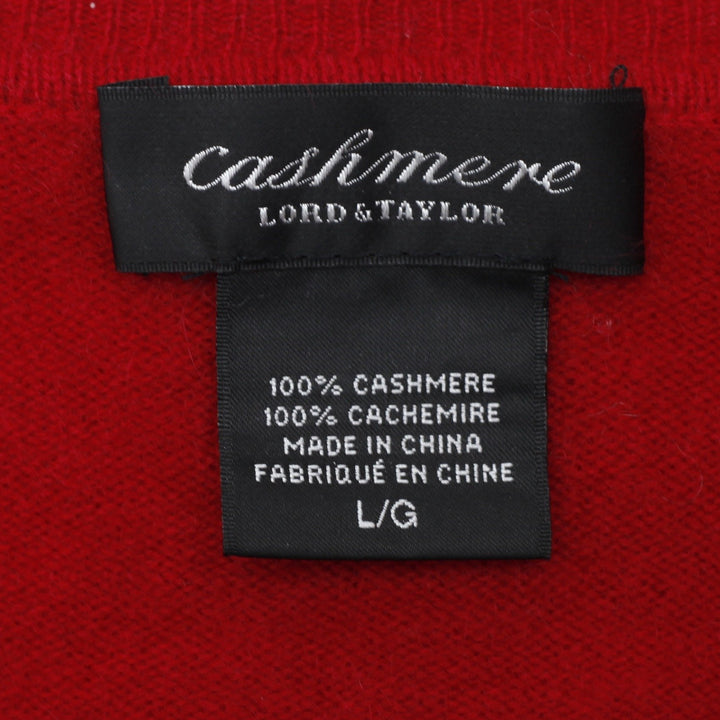 cashmere
LORD & TAYLOR
100% CASHMERE
100% CACHEMIRE
MADE IN CHINA
FABRIQUÉ EN CHINE
L/G